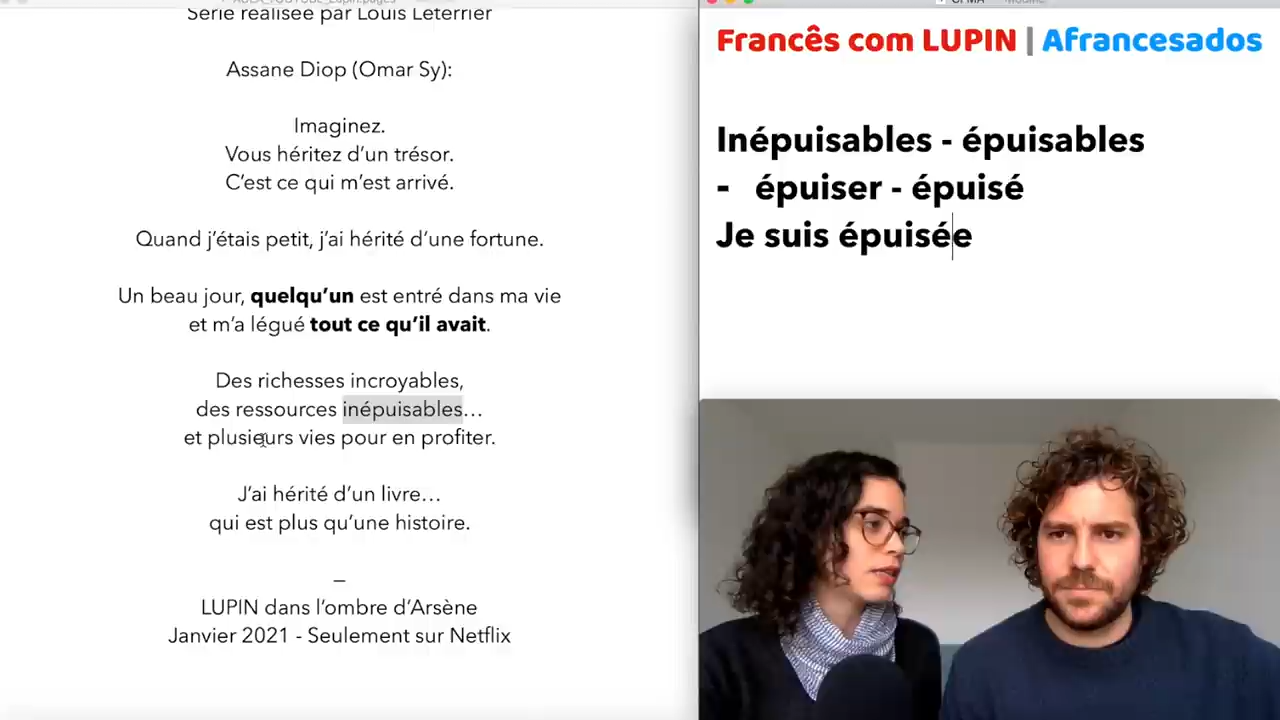 Série réalisée par Louis Leterrier
Assane Diop (Omar Sy):
Imaginez.
Vous héritez d’un trésor.
C’est ce qui m’est arrivé.
Quand j’étais petit, j’ai hérité d’une fortune.
Un beau jour, quelqu’un est entré dans ma vie
et m’a légué tout ce qu’il avait.
Des richesses incroyables,
des ressources inépuisables…
et plusieurs vies pour en profiter.
J’ai hérité d’un livre…
qui est plus qu’une histoire.
–
LUPIN dans l’ombre d’Arsène
Janvier 2021 - Seulement sur Netflix
Francês com LUPIN | Afrancesados
Inépuisables - épuisables
- épuiser - épuisé
Je suis épuisée